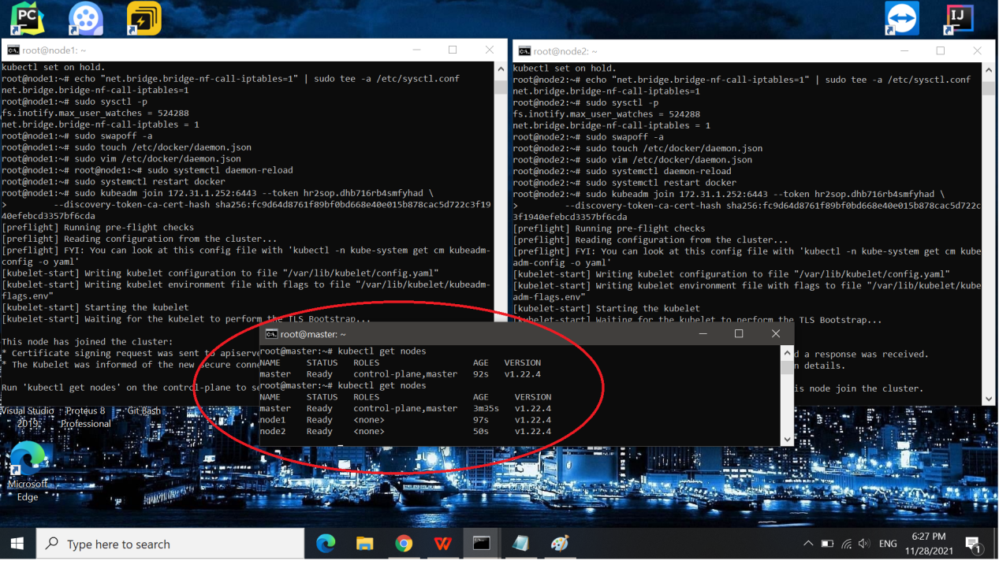 PC
IJ
root@node1: ~
kubectl set on hold.
root@node1:~# echo "net.bridge.bridge-nf-call-iptables=1" | sudo tee -a /etc/sysctl.conf
net.bridge.bridge-nf-call-iptables=1
root@node1:~# sudo sysctl -p
fs.inotify.max_user_watches = 524288
net.bridge.bridge-nf-call-iptables = 1
root@node1:~# sudo swapoff -a
root@node1:~# sudo touch /etc/docker/daemon.json
root@node1:~# sudo vim /etc/docker/daemon.json
root@node1:~# root@node1:~# sudo systemctl daemon-reload
root@node1:~# sudo systemctl restart docker
root@node1:~# sudo kubeadm join 172.31.1.252:6443 --token hr2sop.dhb716rb4smfyhad \
> --discovery-token-ca-cert-hash sha256:fc9d64d8761f89bf0bd668e40e015b878cac5d722c3f19
40efebcd3357bf6cda
[preflight] Running pre-flight checks
[preflight] Reading configuration from the cluster...
[preflight] FYI: You can look at this config file with 'kubectl -n kube-system get cm kubeadm-
config -o yaml'
[kubelet-start] Writing kubelet configuration to file "/var/lib/kubelet/config.yaml"
[kubelet-start] Writing kubelet environment file with flags to file "/var/lib/kubelet/kubeadm-
flags.env"
[kubelet-start] Starting the kubelet
[kubelet-start] Waiting for the kubelet to perform the TLS Bootstrap...
This node has joined the cluster:
* Certificate signing request was sent to apiserve
* The Kubelet was informed of the new secure conne
Run 'kubectl get nodes' on the control-plane to se
root@node2: ~
kubectl set on hold.
root@node2:~# echo "net.bridge.bridge-nf-call-iptables=1" | sudo tee -a /etc/sysctl.conf
net.bridge.bridge-nf-call-iptables=1
root@node2:~# sudo sysctl -p
fs.inotify.max_user_watches = 524288
net.bridge.bridge-nf-call-iptables = 1
root@node2:~# sudo swapoff -a
root@node2:~# sudo touch /etc/docker/daemon.json
root@node2:~# sudo vim /etc/docker/daemon.json
root@node2:~# sudo systemctl daemon-reload
root@node2:~# sudo systemctl restart docker
root@node2:~# sudo kubeadm join 172.31.1.252:6443 --token hr2sop.dhb716rb4smfyhad \
> --discovery-token-ca-cert-hash sha256:fc9d64d8761f89bf0bd668e40e015b878cac5d722c
3f1940efebcd3357bf6cda
[preflight] Running pre-flight checks
[preflight] Reading configuration from the cluster...
[preflight] FYI: You can look at this config file with 'kubectl -n kube-system get cm kube
adm-config -o yaml'
[kubelet-start] Writing kubelet configuration to file "/var/lib/kubelet/config.yaml"
[kubelet-start] Writing kubelet environment file with flags to file "/var/lib/kubelet/kube
adm-flags.env"
[kubelet-start] Starting the kubelet
[kubelet-start] Waiting for the kubelet to perform the TLS Bootstrap...
d a response was received.
n details.
is node join the cluster.
root@master: ~
root@master:~# kubectl get nodes
NAME STATUS ROLES AGE VERSION
master Ready control-plane,master 92s v1.22.4
root@master:~# kubectl get nodes
NAME STATUS ROLES AGE VERSION
master Ready control-plane,master 3m35s v1.22.4
node1 Ready <none> 97s v1.22.4
node2 Ready <none> 50s v1.22.4
Visual Studio 2019
Proteus 8 Professional
Git Bash
Microsoft Edge
Type here to search
ENG
6:27 PM
11/28/2021
1